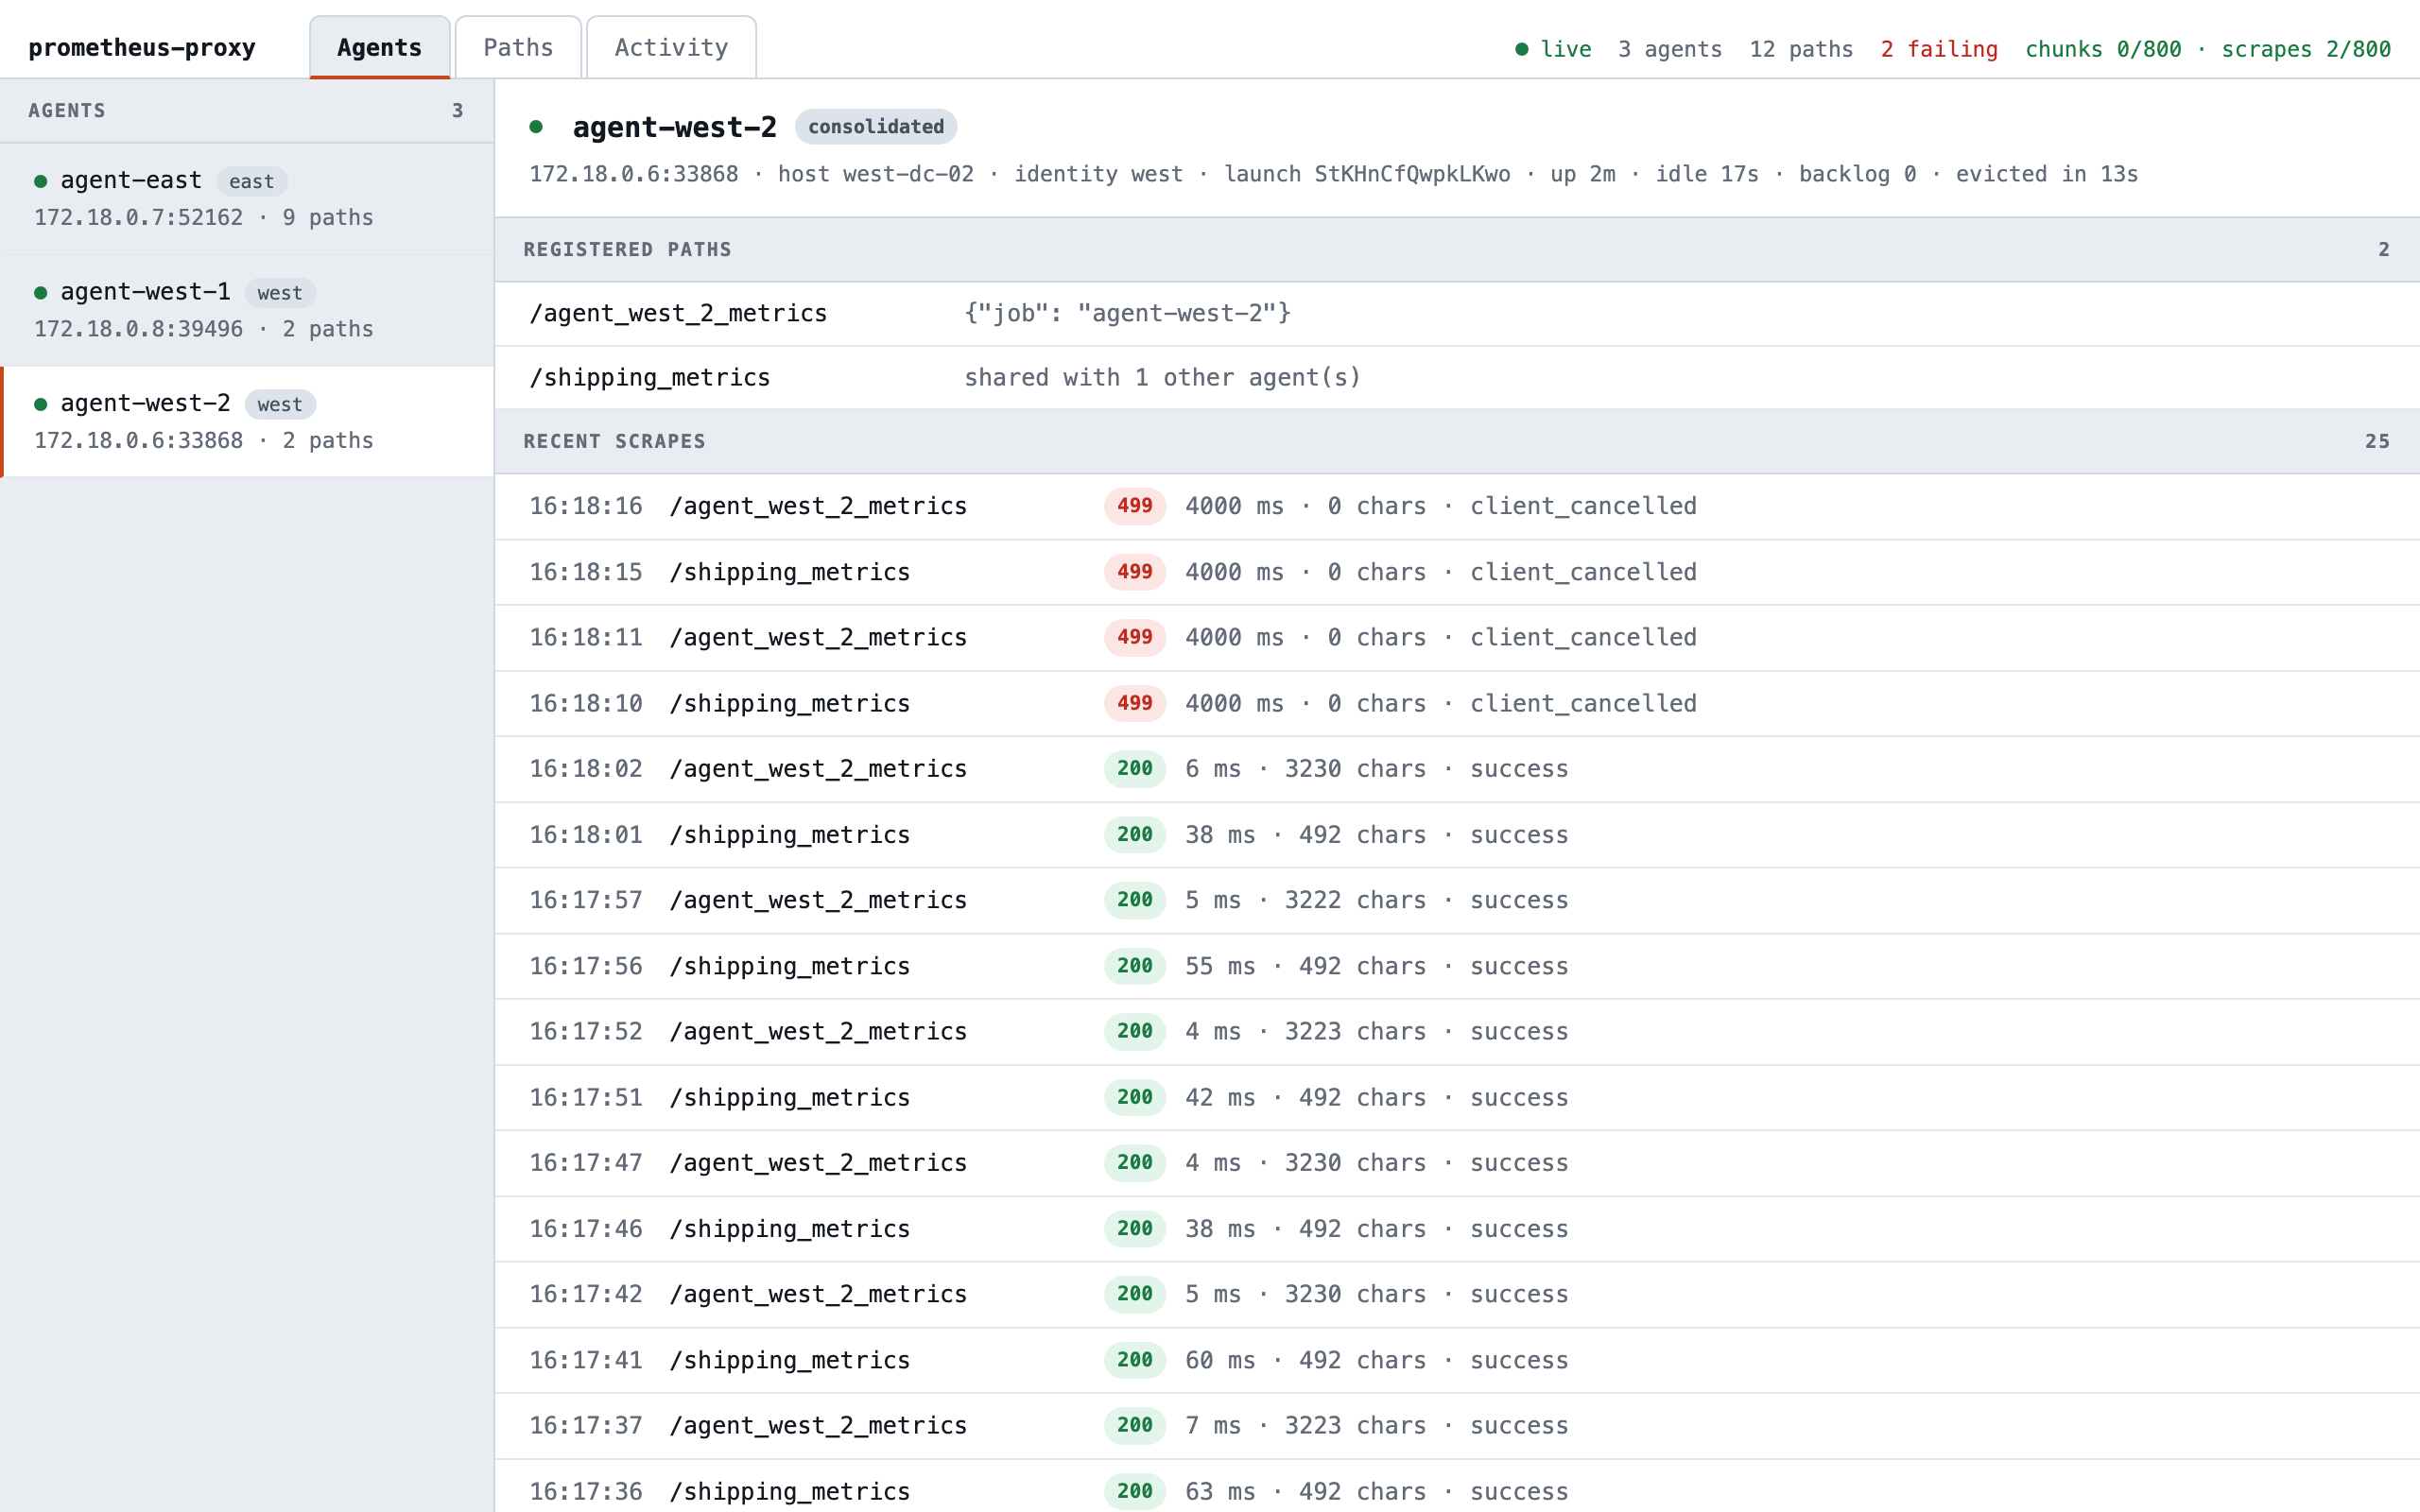 prometheus-proxy Agents Paths Activity ● live 3 agents 12 paths 2 failing chunks 0/800 · scrapes 2/800
AGENTS 3
agent-east east
172.18.0.7:52162 · 9 paths
agent-west-1 west
172.18.0.8:39496 · 2 paths
agent-west-2 west
172.18.0.6:33868 · 2 paths
agent-west-2 consolidated
172.18.0.6:33868 · host west-dc-02 · identity west · launch StKHnCfQwpkLKwo · up 2m · idle 17s · backlog 0 · evicted in 13s
REGISTERED PATHS 2
/agent_west_2_metrics {"job": "agent-west-2"}
/shipping_metrics shared with 1 other agent(s)
RECENT SCRAPES 25
16:18:16 /agent_west_2_metrics 499 4000 ms · 0 chars · client_cancelled
16:18:15 /shipping_metrics 499 4000 ms · 0 chars · client_cancelled
16:18:11 /agent_west_2_metrics 499 4000 ms · 0 chars · client_cancelled
16:18:10 /shipping_metrics 499 4000 ms · 0 chars · client_cancelled
16:18:02 /agent_west_2_metrics 200 6 ms · 3230 chars · success
16:18:01 /shipping_metrics 200 38 ms · 492 chars · success
16:17:57 /agent_west_2_metrics 200 5 ms · 3222 chars · success
16:17:56 /shipping_metrics 200 55 ms · 492 chars · success
16:17:52 /agent_west_2_metrics 200 4 ms · 3223 chars · success
16:17:51 /shipping_metrics 200 42 ms · 492 chars · success
16:17:47 /agent_west_2_metrics 200 4 ms · 3230 chars · success
16:17:46 /shipping_metrics 200 38 ms · 492 chars · success
16:17:42 /agent_west_2_metrics 200 5 ms · 3230 chars · success
16:17:41 /shipping_metrics 200 60 ms · 492 chars · success
16:17:37 /agent_west_2_metrics 200 7 ms · 3223 chars · success
16:17:36 /shipping_metrics 200 63 ms · 492 chars · success